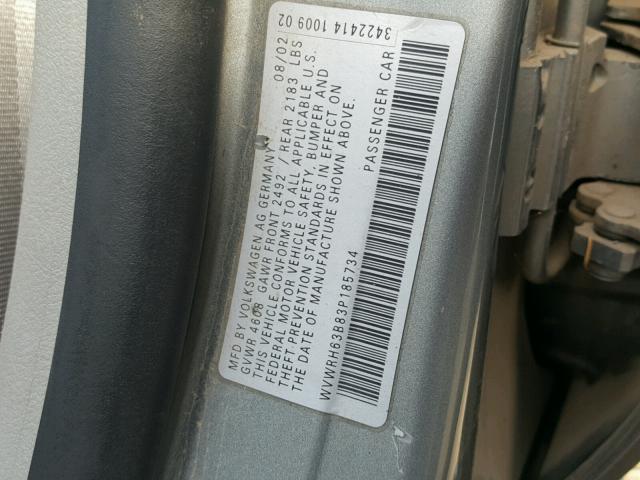 3422414 1009 02
MFD BY VOLKSWAGEN AG GERMANY 08/02
GVWR 4608 GAWR FRONT 2492 / REAR 2183 LBS
THIS VEHICLE CONFORMS TO ALL APPLICABLE U.S.
FEDERAL MOTOR VEHICLE SAFETY, BUMPER AND
THEFT PREVENTION STANDARDS IN EFFECT ON
THE DATE OF MANUFACTURE SHOWN ABOVE.
WVWRH63B83P185734 PASSENGER CAR